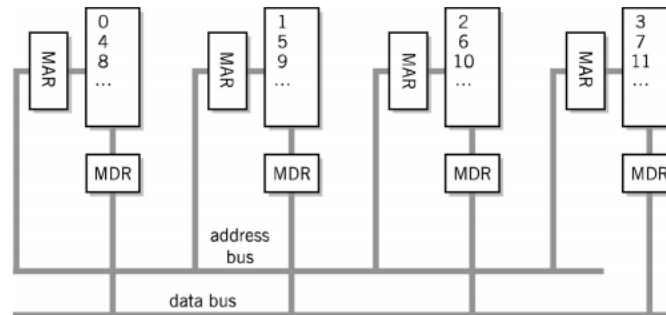 MAR
0
4
8
...
MAR
1
5
9
...
MAR
2
6
10
...
MAR
3
7
11
...
MDR
MDR
MDR
MDR
address
bus
data bus